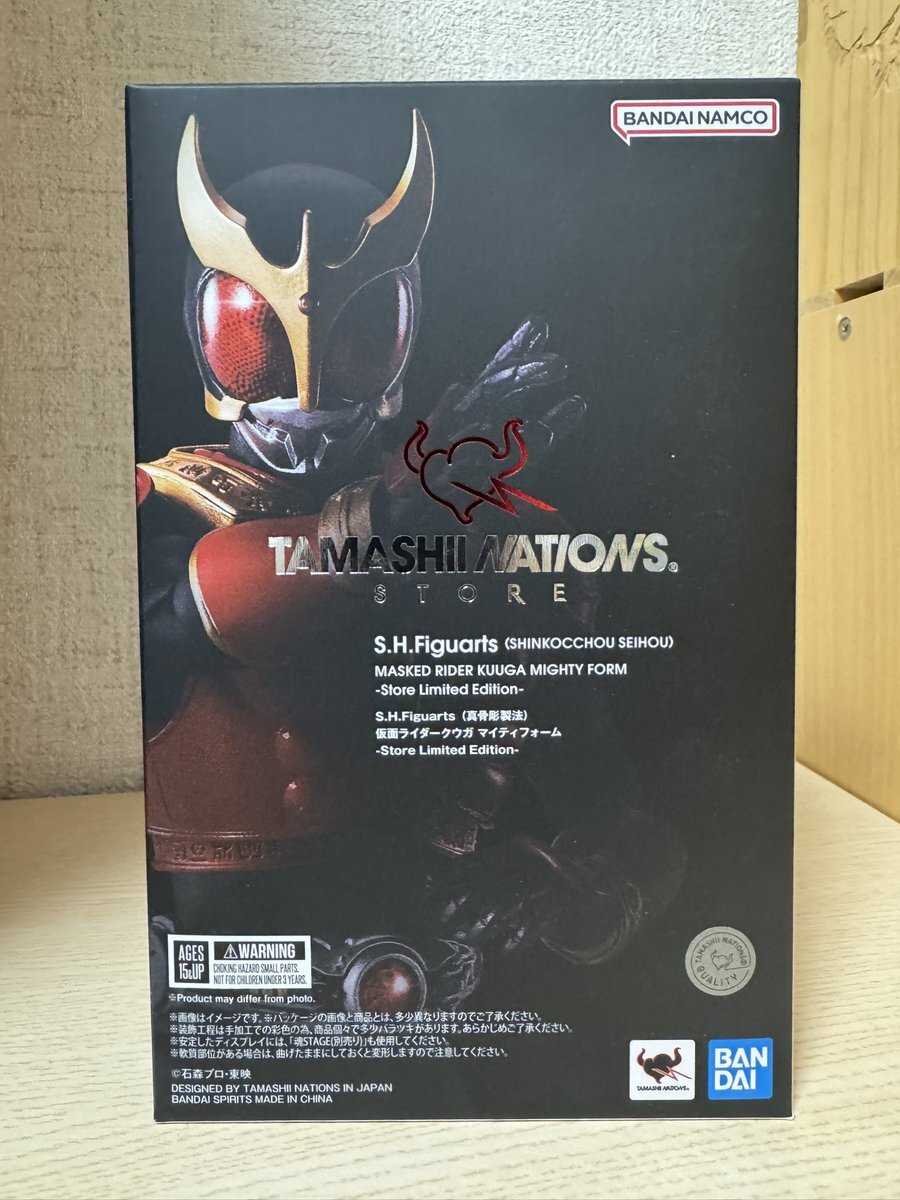 BANDAI NAMCO
TAMASHII NATIONS®
STORE
S.H.Figuarts (SHINKOCCHOU SEIHOU)
MASKED RIDER KUUGA MIGHTY FORM
-Store Limited Edition-
S.H.Figuarts（真骨彫製法）
仮面ライダークウガ マイティフォーム
-Store Limited Edition-
AGES
15&UP
⚠WARNING
CHOKING HAZARD SMALL PARTS.
NOT FOR CHILDREN UNDER 3 YEARS.
TAMASHII NATIONS®
QUALITY
※Product may differ from photo.
※画像はイメージです。※パッケージの画像と商品とは、多少異なりますのでご了承ください。
※装飾工程は手加工での彩色の為、商品個々で多少バラツキがあります。あらかじめご了承ください。
※安定したディスプレイには、「魂STAGE(別売り)」も使用してください。
※軟質部位がある場合は、曲げたままにしておくと変形しますので注意してください。
©石森プロ・東映
DESIGNED BY TAMASHII NATIONS IN JAPAN
BANDAI SPIRITS MADE IN CHINA
TAMASHII NATIONS®
BAN
DAI